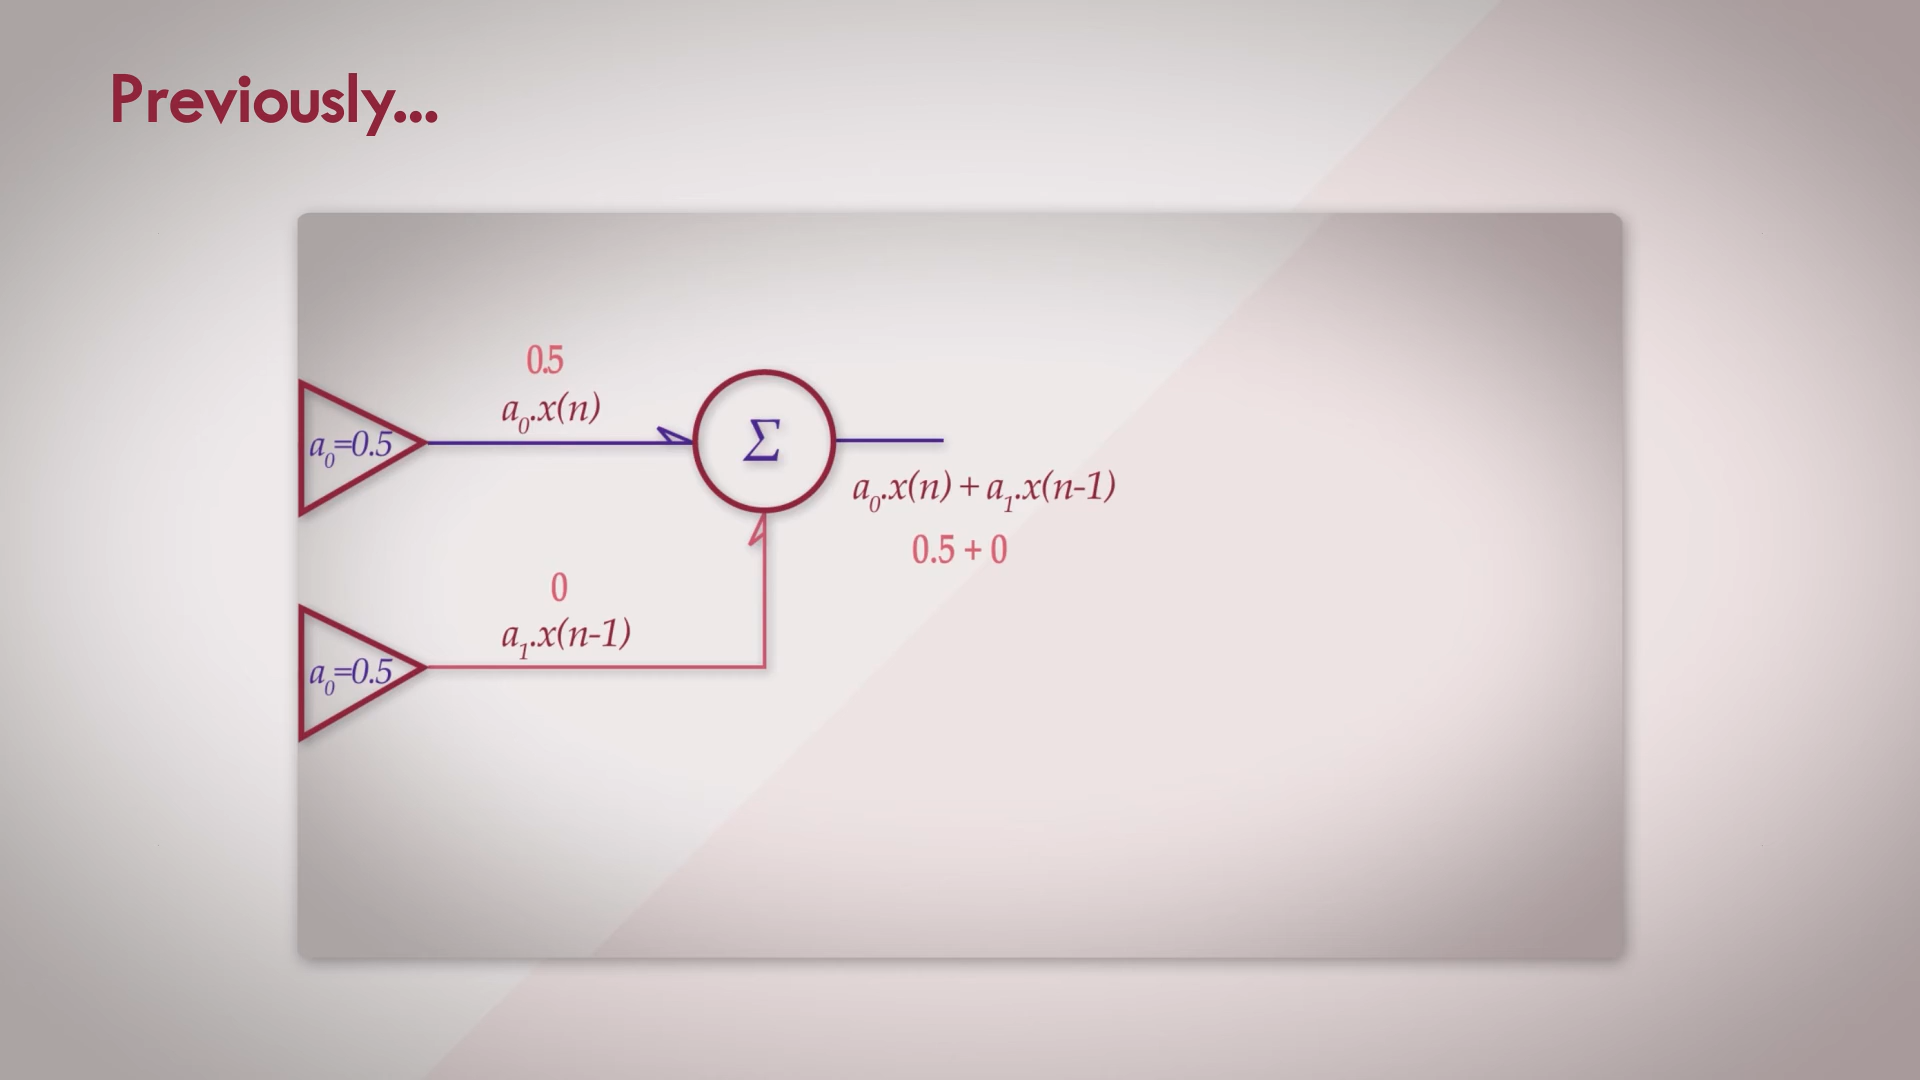 Previously...
0.5
a₀.x(n)
a₀=0.5
Σ
a₀.x(n) + a₁.x(n-1)
0.5 + 0
0
a₁.x(n-1)
a₀=0.5